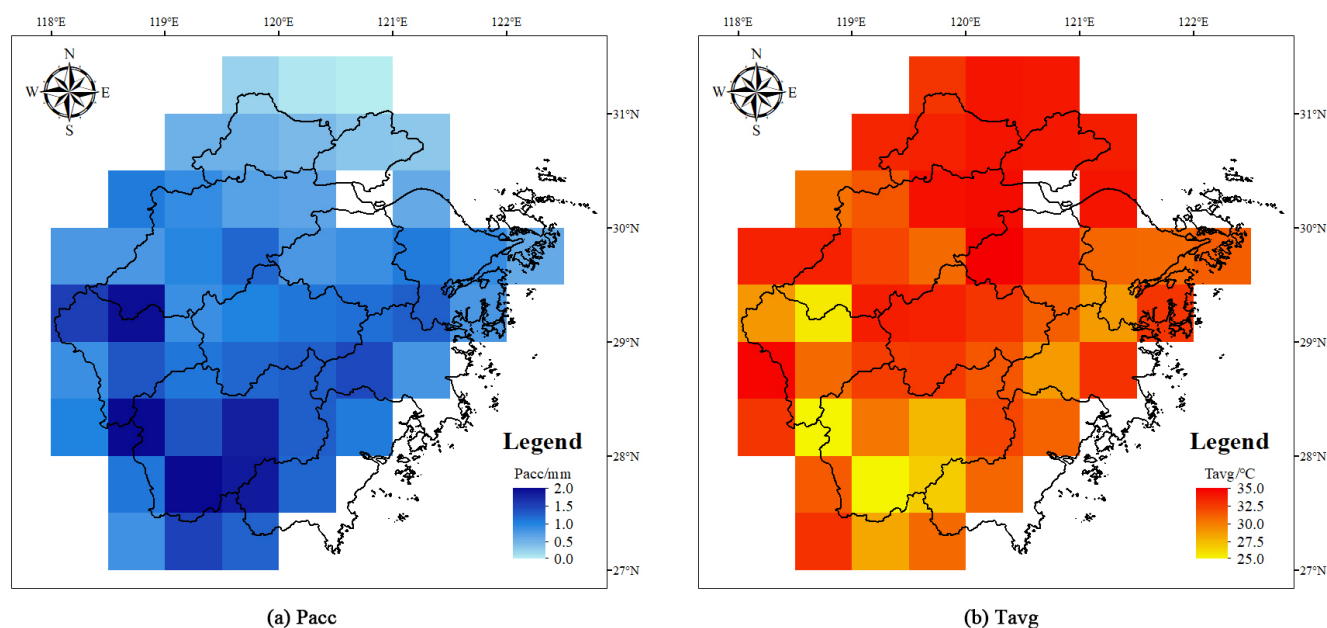 118°E 119°E 120°E 121°E 122°E
N
W E
S
31°N
30°N
29°N
28°N
27°N
Legend
Pacc/mm
2.0
1.5
1.0
0.5
0.0
(a) Pacc
118°E 119°E 120°E 121°E 122°E
N
W E
S
31°N
30°N
29°N
28°N
27°N
Legend
Tavg/°C
35.0
32.5
30.0
27.5
25.0
(b) Tavg